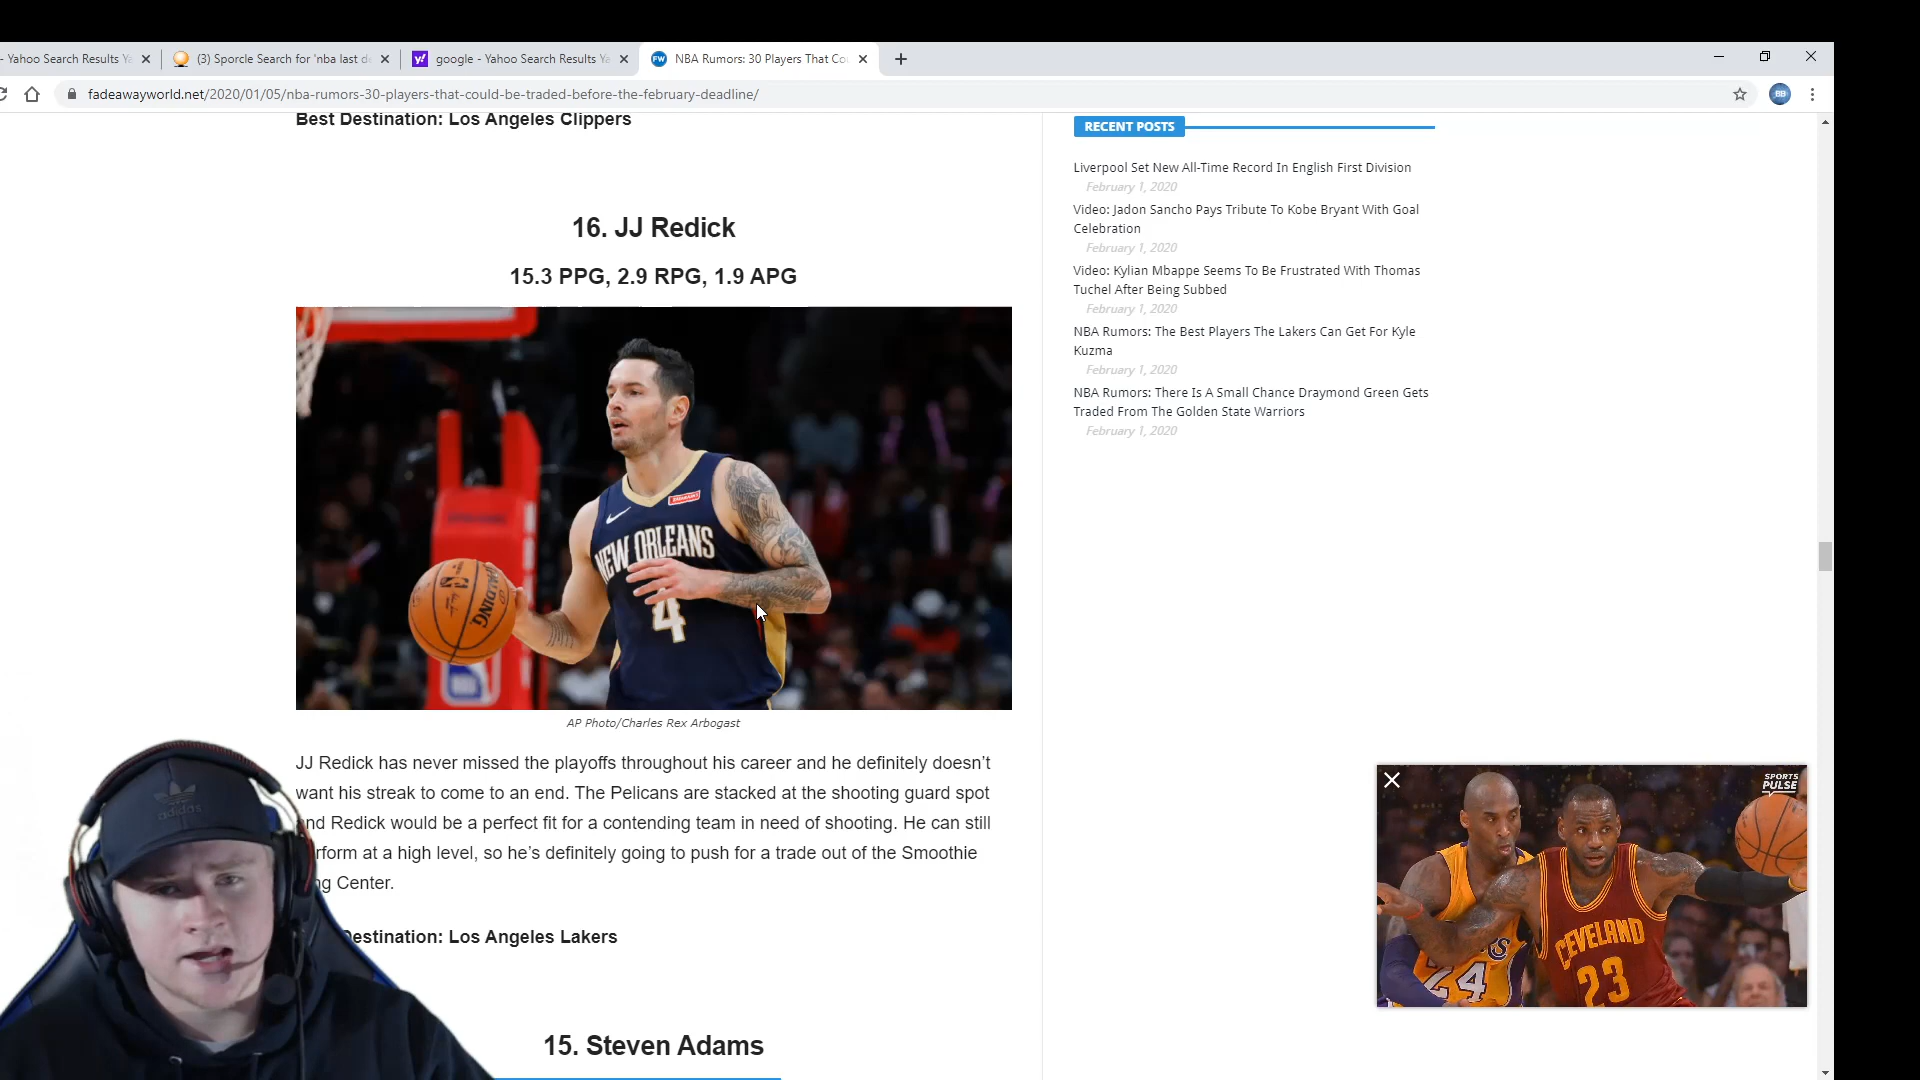 - Yahoo Search Results Ya
(3) Sporcle Search for 'nba last d
google - Yahoo Search Results Ya
NBA Rumors: 30 Players That Cou
fadeawayworld.net/2020/01/05/nba-rumors-30-players-that-could-be-traded-before-the-february-deadline/
BB
Best Destination: Los Angeles Clippers
16. JJ Redick
15.3 PPG, 2.9 RPG, 1.9 APG
SPALDING
NEW ORLEANS
4
AP Photo/Charles Rex Arbogast
JJ Redick has never missed the playoffs throughout his career and he definitely doesn’t
want his streak to come to an end. The Pelicans are stacked at the shooting guard spot
and Redick would be a perfect fit for a contending team in need of shooting. He can still
rform at a high level, so he’s definitely going to push for a trade out of the Smoothie
ng Center.
Destination: Los Angeles Lakers
15. Steven Adams
adidas
RECENT POSTS
Liverpool Set New All-Time Record In English First Division
February 1, 2020
Video: Jadon Sancho Pays Tribute To Kobe Bryant With Goal
Celebration
February 1, 2020
Video: Kylian Mbappe Seems To Be Frustrated With Thomas
Tuchel After Being Subbed
February 1, 2020
NBA Rumors: The Best Players The Lakers Can Get For Kyle
Kuzma
February 1, 2020
NBA Rumors: There Is A Small Chance Draymond Green Gets
Traded From The Golden State Warriors
February 1, 2020
SPORTS
PULSE
CLEVELAND
23
24